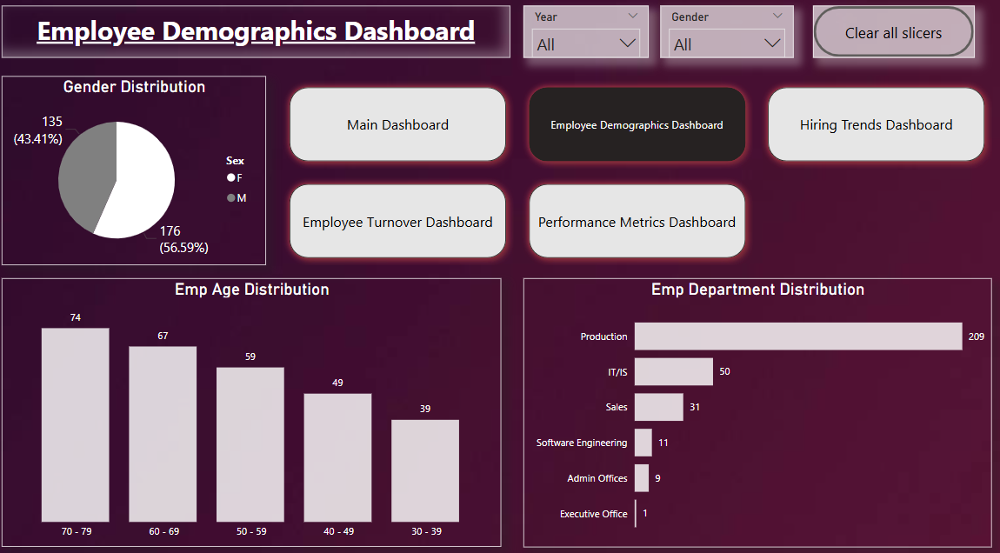 Employee Demographics Dashboard
Year
All
Gender
All
Clear all slicers
Gender Distribution
135
(43.41%)
176
(56.59%)
Sex
F
M
Main Dashboard
Employee Demographics Dashboard
Hiring Trends Dashboard
Employee Turnover Dashboard
Performance Metrics Dashboard
Emp Age Distribution
74
67
59
49
39
70 - 79
60 - 69
50 - 59
40 - 49
30 - 39
Emp Department Distribution
Production 209
IT/IS 50
Sales 31
Software Engineering 11
Admin Offices 9
Executive Office 1